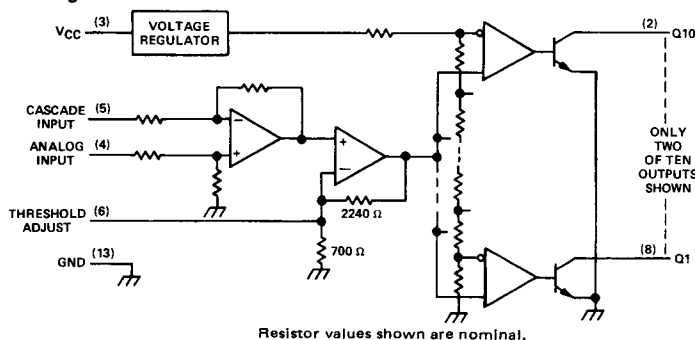 VCC (3)
VOLTAGE
REGULATOR
(2) Q10
CASCADE
INPUT (5)
ANALOG
INPUT (4)
THRESHOLD
ADJUST (6)
2240 Ω
700 Ω
GND (13)
− +
+ −
ONLY
TWO
OF TEN
OUTPUTS
SHOWN
(8) Q1
Resistor values shown are nominal.